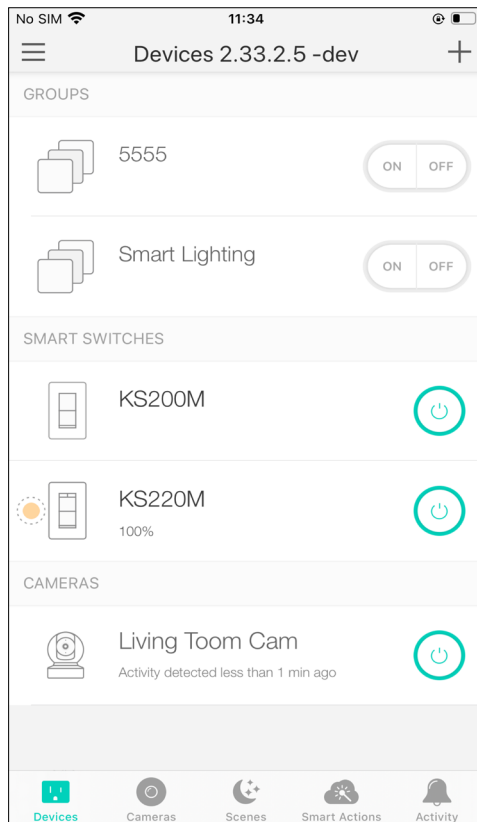 No SIM 11:34
Devices 2.33.2.5 -dev
GROUPS
5555
ON OFF
Smart Lighting
ON OFF
SMART SWITCHES
KS200M
KS220M
100%
CAMERAS
Living Toom Cam
Activity detected less than 1 min ago
Devices Cameras Scenes Smart Actions Activity